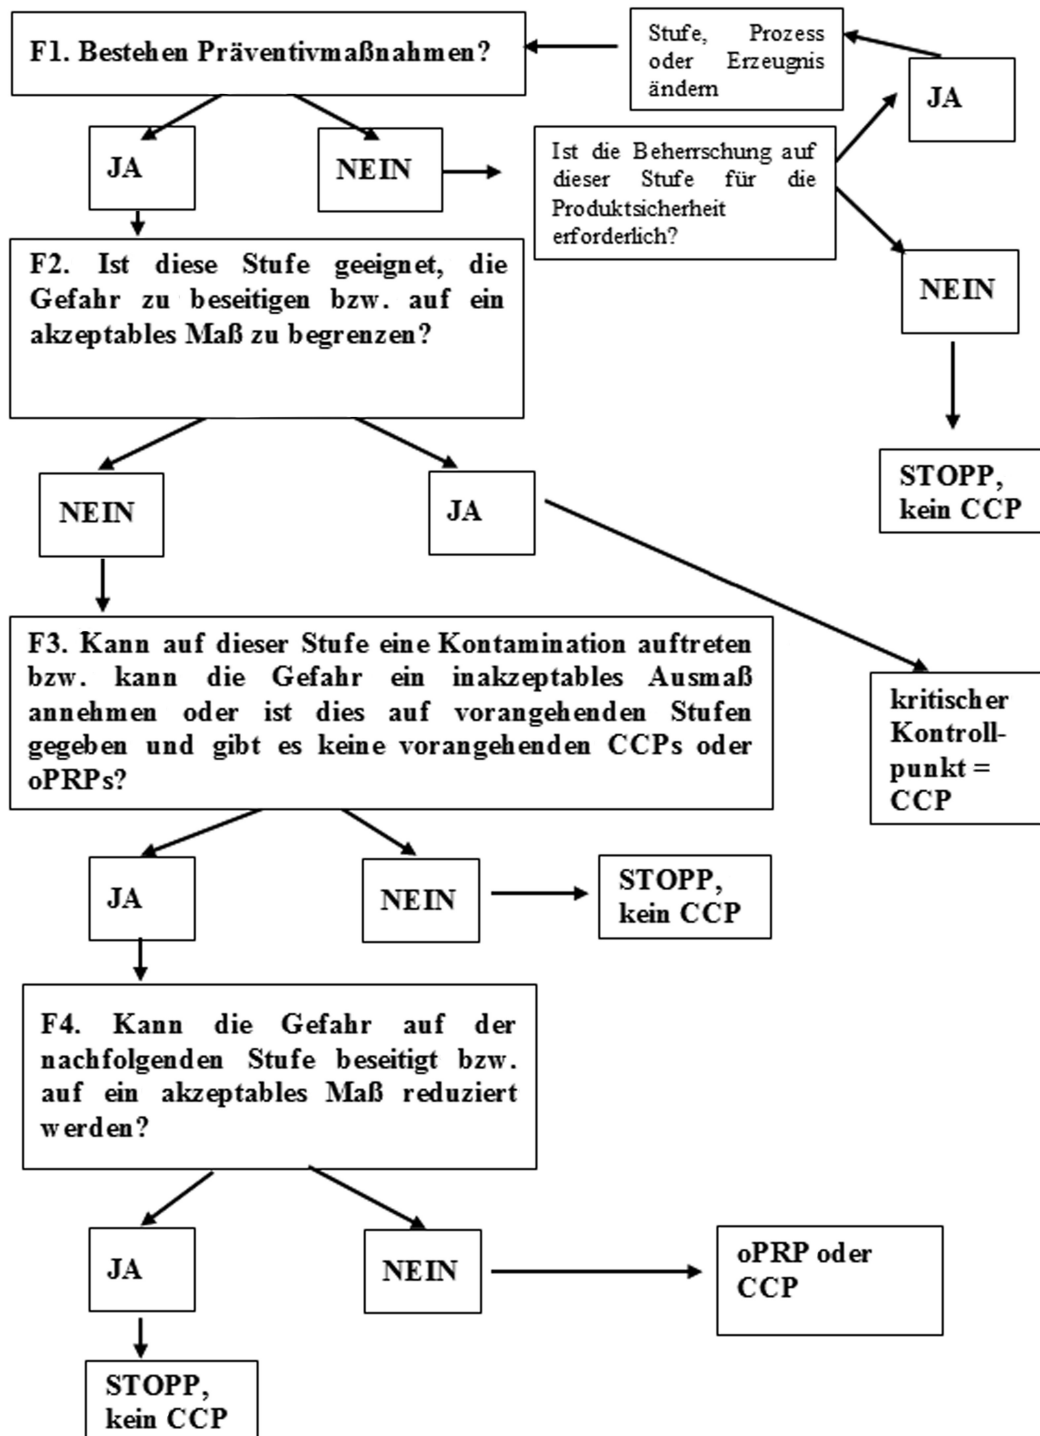 F1. Bestehen Präventivmaßnahmen?
Stufe, Prozess
oder Erzeugnis
ändern
JA
JA
NEIN
Ist die Beherrschung auf
dieser Stufe für die
Produktsicherheit
erforderlich?
NEIN
STOPP,
kein CCP
F2. Ist diese Stufe geeignet, die
Gefahr zu beseitigen bzw. auf ein
akzeptables Maß zu begrenzen?
NEIN
JA
kritischer
Kontroll-
punkt =
CCP
F3. Kann auf dieser Stufe eine Kontamination auftreten
bzw. kann die Gefahr ein inakzeptables Ausmaß
annehmen oder ist dies auf vorangehenden Stufen
gegeben und gibt es keine vorangehenden CCPs oder
oPRPs?
JA
NEIN
STOPP,
kein CCP
F4. Kann die Gefahr auf der
nachfolgenden Stufe beseitigt bzw.
auf ein akzeptables Maß reduziert
werden?
JA
NEIN
oPRP oder
CCP
STOPP,
kein CCP